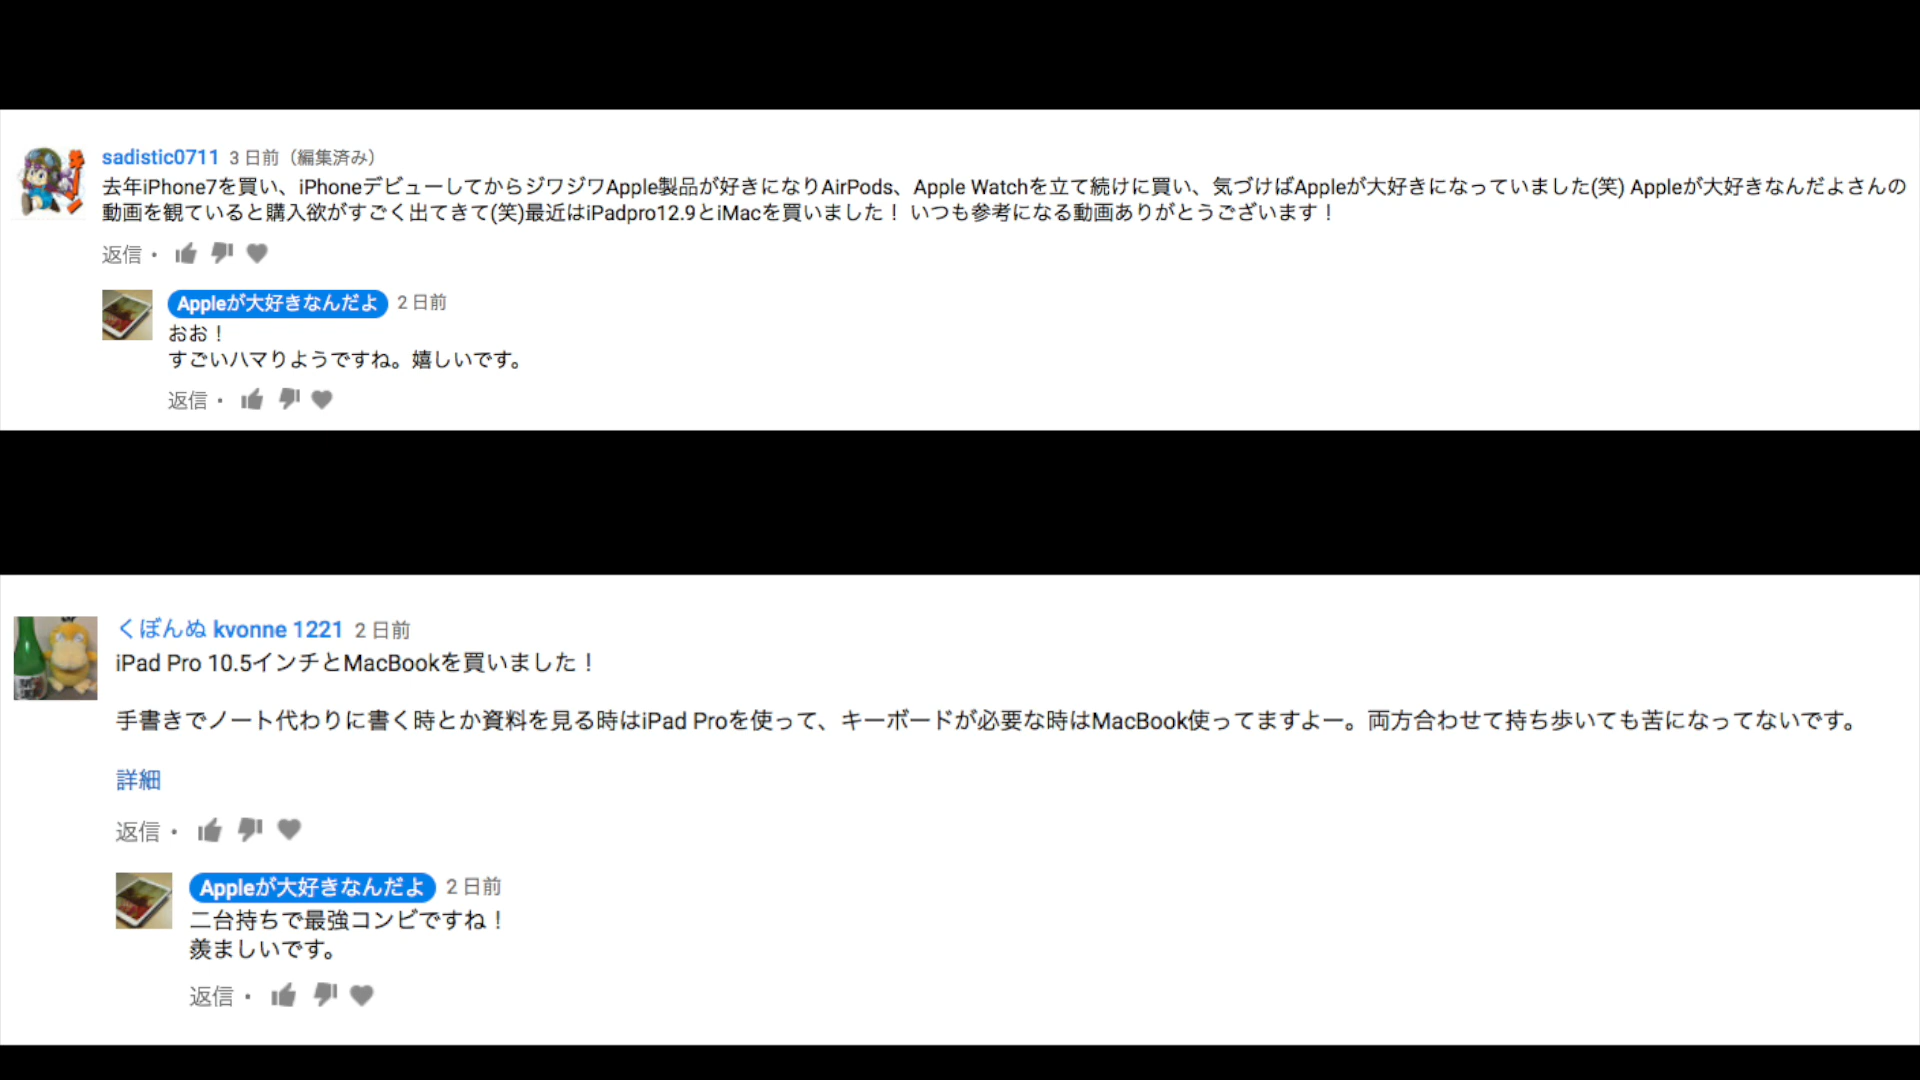 sadistic0711 3 日前（編集済み）
去年iPhone7を買い、iPhoneデビューしてからジワジワApple製品が好きになりAirPods、Apple Watchを立て続けに買い、気づけばAppleが大好きになっていました(笑) Appleが大好きなんだよさんの
動画を観ていると購入欲がすごく出てきて(笑)最近はiPadpro12.9とiMacを買いました！ いつも参考になる動画ありがとうございます！
返信・
Appleが大好きなんだよ 2 日前
おお！
すごいハマりようですね。嬉しいです。
返信・
くぼんぬ kvonne 1221 2 日前
iPad Pro 10.5インチとMacBookを買いました！
手書きでノート代わりに書く時とか資料を見る時はiPad Proを使って、キーボードが必要な時はMacBook使ってますよー。両方合わせて持ち歩いても苦になってないです。
詳細
返信・
Appleが大好きなんだよ 2 日前
二台持ちで最強コンビですね！
羨ましいです。
返信・